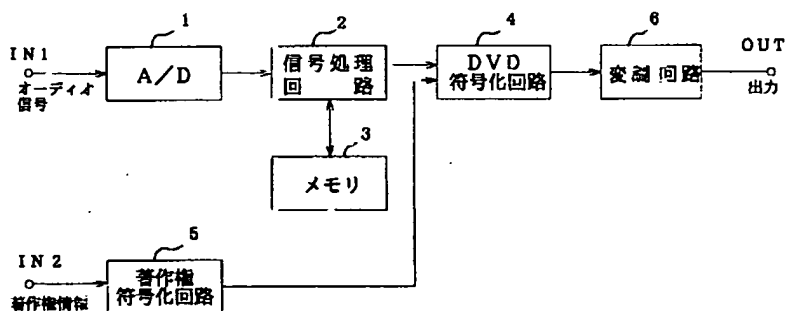 1
2
4
6
IN1
A/D
信号処理
回路
DVD
符号化回路
変調回路
OUT
オーディオ
信号
出力
3
メモリ
5
IN2
著作権
符号化回路
著作権情報